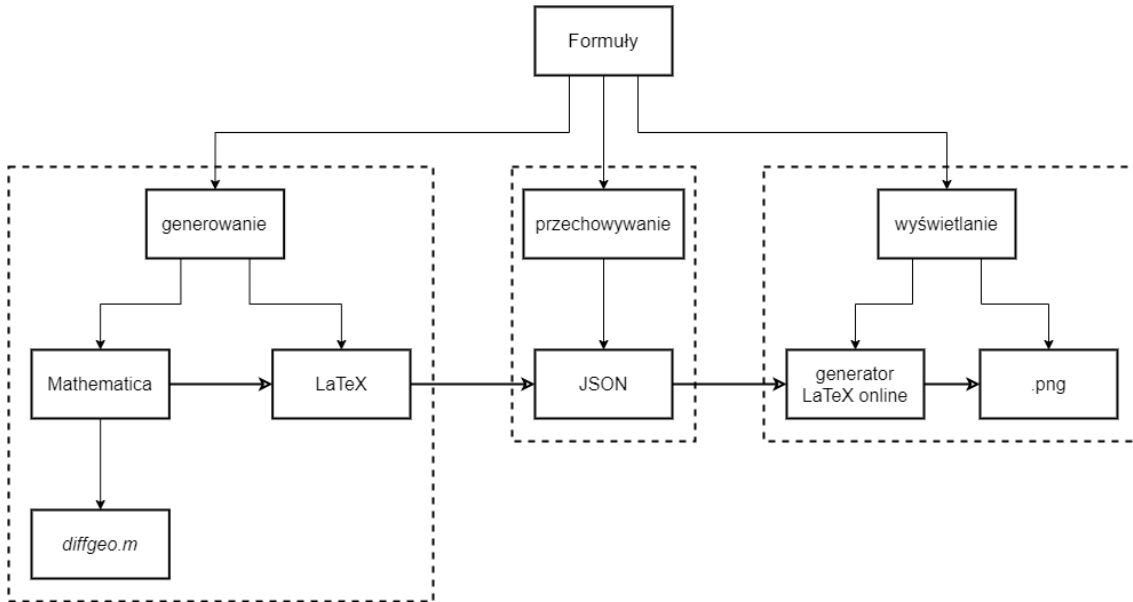 Formuły
generowanie
przechowywanie
wyświetlanie
Mathematica
LaTeX
JSON
generator
LaTeX online
.png
diffgeo.m